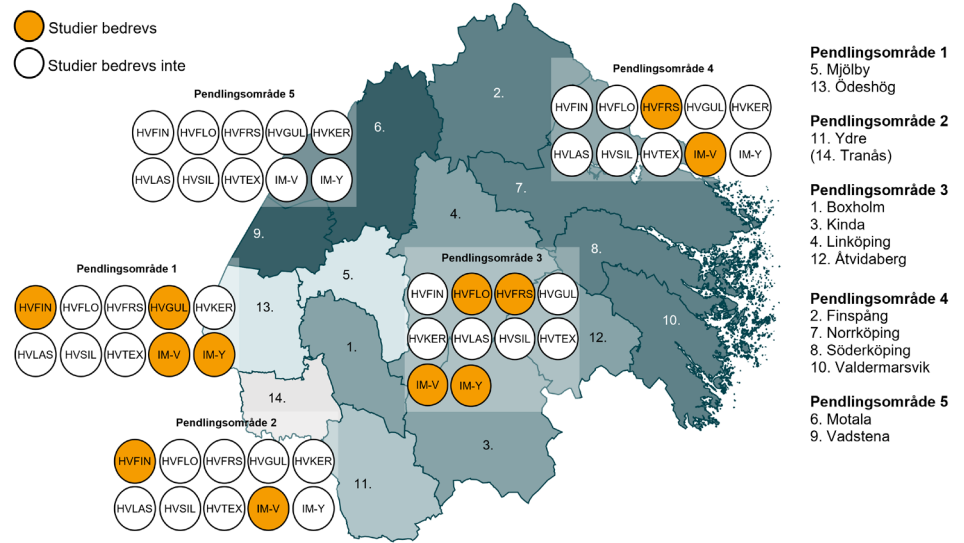 Studier bedrevs
Studier bedrevs inte
Pendlingsområde 5
HVFIN HVFLO HVFRS HVGUL HVKER
HVLAS HVSIL HVTEX IM-V IM-Y
6.
2.
Pendlingsområde 4
HVFIN HVFLO HVFRS HVGUL HVKER
HVLAS HVSIL HVTEX IM-V IM-Y
7.
4.
9.
8.
Pendlingsområde 1
HVFIN HVFLO HVFRS HVGUL HVKER
HVLAS HVSIL HVTEX IM-V IM-Y
13.
5.
Pendlingsområde 3
HVFIN HVFLO HVFRS HVGUL
HVKER HVLAS HVSIL HVTEX
IM-V IM-Y
10.
12.
1.
14.
Pendlingsområde 2
HVFIN HVFLO HVFRS HVGUL HVKER
HVLAS HVSIL HVTEX IM-V IM-Y
3.
11.
Pendlingsområde 1
5. Mjölby
13. Ödeshög
Pendlingsområde 2
11. Ydre
(14. Tranås)
Pendlingsområde 3
1. Boxholm
3. Kinda
4. Linköping
12. Åtvidaberg
Pendlingsområde 4
2. Finspång
7. Norrköping
8. Söderköping
10. Valdermarsvik
Pendlingsområde 5
6. Motala
9. Vadstena